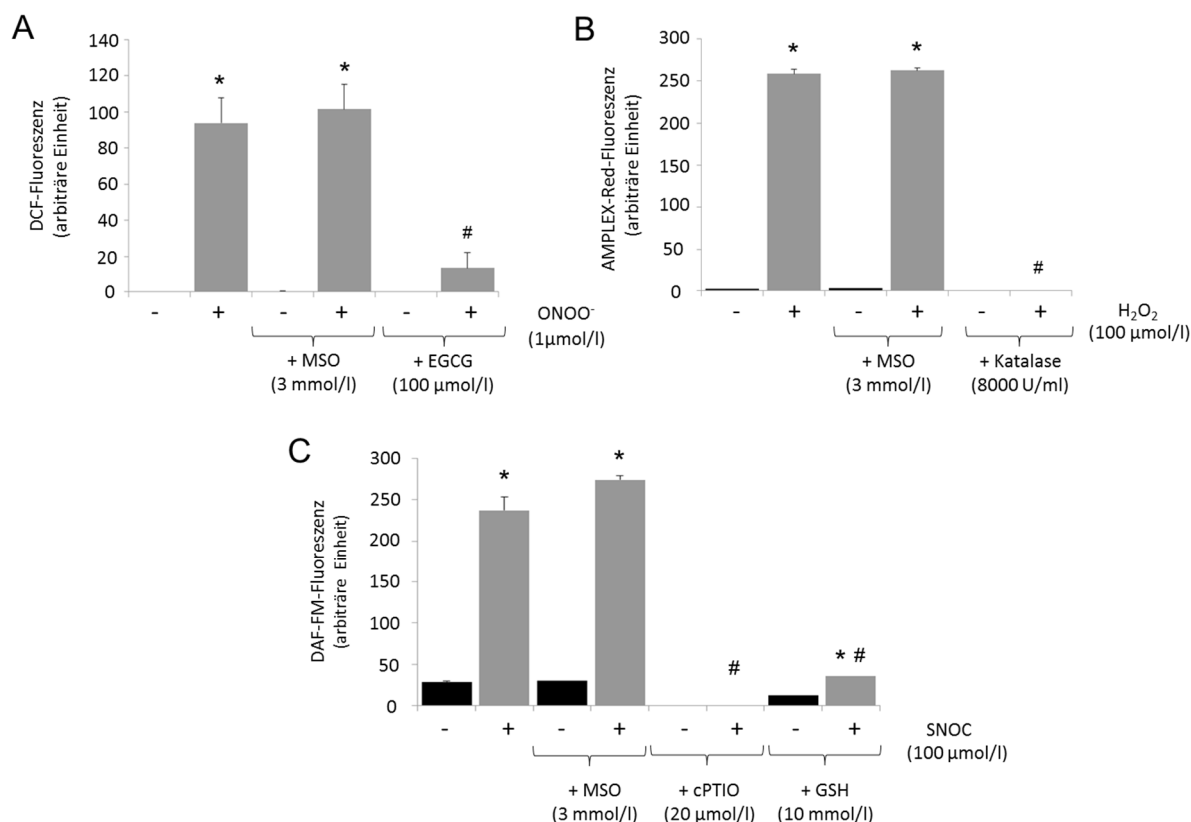 A
DCF-Fluoreszenz
(arbiträre Einheit)
140
120
100
80
60
40
20
0
*
*
#
- + - + - + ONOO⁻
(1µmol/l)
+ MSO + EGCG
(3 mmol/l) (100 µmol/l)
B
AMPLEX-Red-Fluoreszenz
(arbiträre Einheit)
300
250
200
150
100
50
0
*
*
#
- + - + - + H₂O₂
(100 µmol/l)
+ MSO + Katalase
(3 mmol/l) (8000 U/ml)
C
DAF-FM-Fluoreszenz
(arbiträre Einheit)
300
250
200
150
100
50
0
*
*
#
* #
- + - + - + - + SNOC
(100 µmol/l)
+ MSO + cPTIO + GSH
(3 mmol/l) (20 µmol/l) (10 mmol/l)